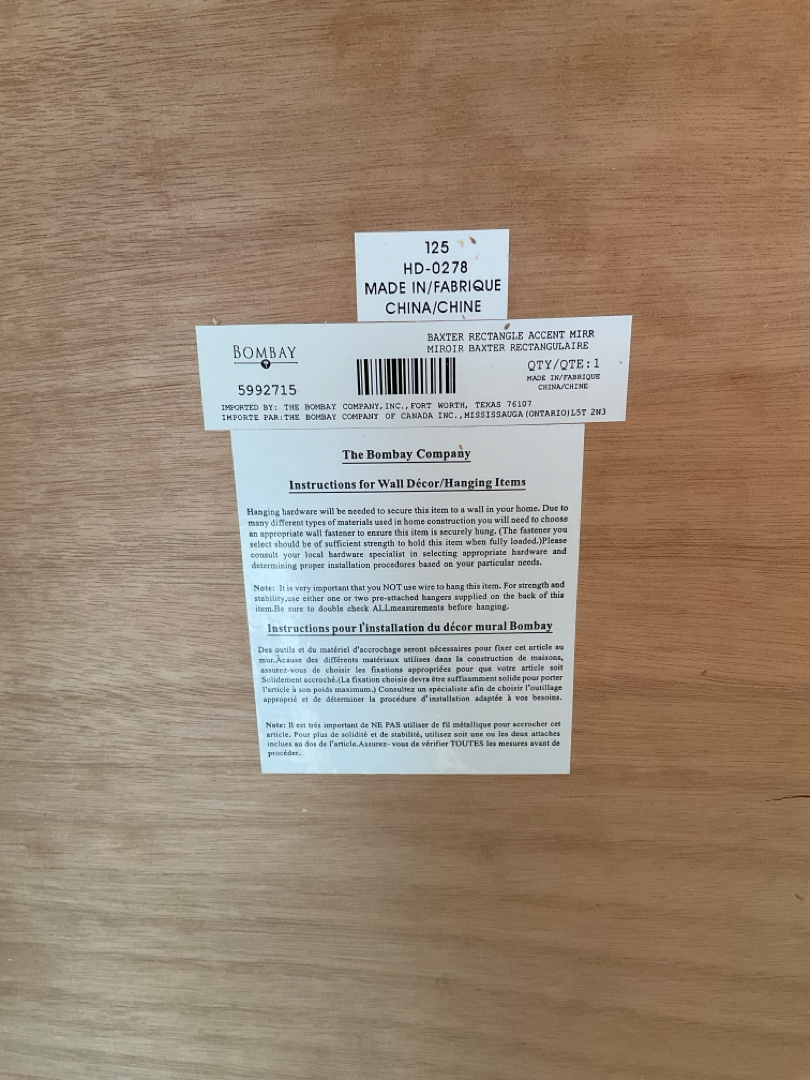 125
HD-0278
MADE IN/FABRIQUE
CHINA/CHINE
BOMBAY
BAXTER RECTANGLE ACCENT MIRR
MIROIR BAXTER RECTANGULAIRE
QTY/QTE:1
MADE IN/FABRIQUE
CHINA/CHINE
5992715
IMPORTED BY: THE BOMBAY COMPANY,INC.,FORT WORTH, TEXAS 76107
IMPORTE PAR:THE BOMBAY COMPANY OF CANADA INC.,MISSISSAUGA(ONTARIO)L5T 2N3
The Bombay Company
Instructions for Wall Décor/Hanging Items
Hanging hardware will be needed to secure this item to a wall in your home. Due to
many different types of materials used in home construction you will need to choose
an appropriate wall fastener to ensure this item is securely hung. (The fastener you
select should be of sufficient strength to hold this item when fully loaded.)Please
consult your local hardware specialist in selecting appropriate hardware and
determining proper installation procedures based on your particular needs.
Note: It is very important that you NOT use wire to hang this item. For strength and
stability,use either one or two pre-attached hangers supplied on the back of this
item.Be sure to double check ALLmeasurements before hanging.
Instructions pour l'installation du décor mural Bombay
Des outils et du matériel d'accrochage seront nécessaires pour fixer cet article au
mur.Àcause des différents matériaux utilises dans la construction de maisons,
assurez-vous de choisir les fixations appropriées pour que votre article soit
Solidement accroché.(La fixation choisie devra être suffisamment solide pour porter
l'article à son poids maximum.) Consultez un spécialiste afin de choisir l'outillage
approprié et de déterminer la procédure d'installation adaptée à vos besoins.
Note: Il est très important de NE PAS utiliser de fil métallique pour accrocher cet
article. Pour plus de solidité et de stabilité, utilisez soit une ou les deux attaches
inclues au dos de l'article.Assurez- vous de vérifier TOUTES les mesures avant de
procéder.